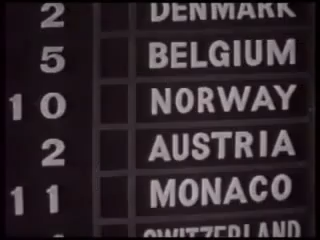 2 DENMARK
5 BELGIUM
10 NORWAY
2 AUSTRIA
11 MONACO
SWITZERLAND